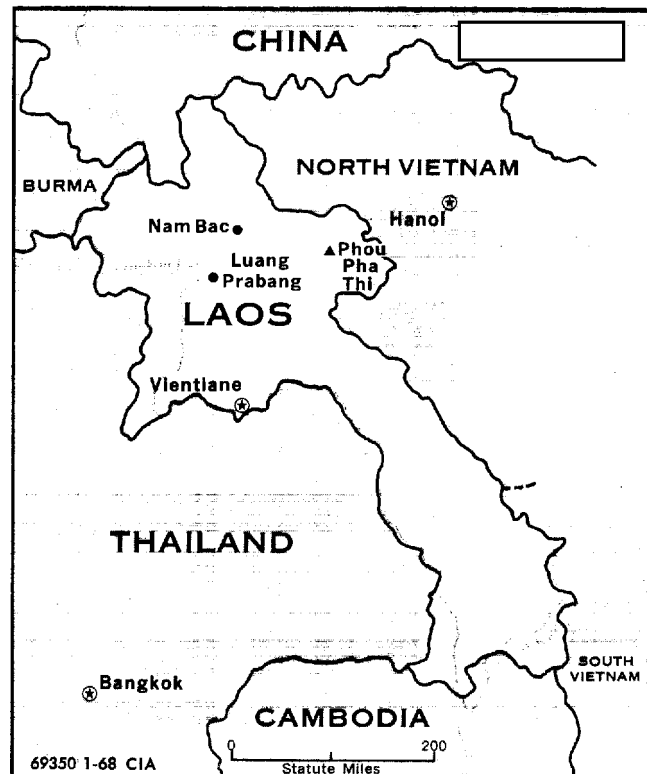 CHINA
NORTH VIETNAM
BURMA
Hanoi
Nam Bac
Phou
Pha
Thi
Luang
Prabang
LAOS
Vientiane
THAILAND
SOUTH
VIETNAM
Bangkok
CAMBODIA
0 200
Statute Miles
69350 1-68 CIA